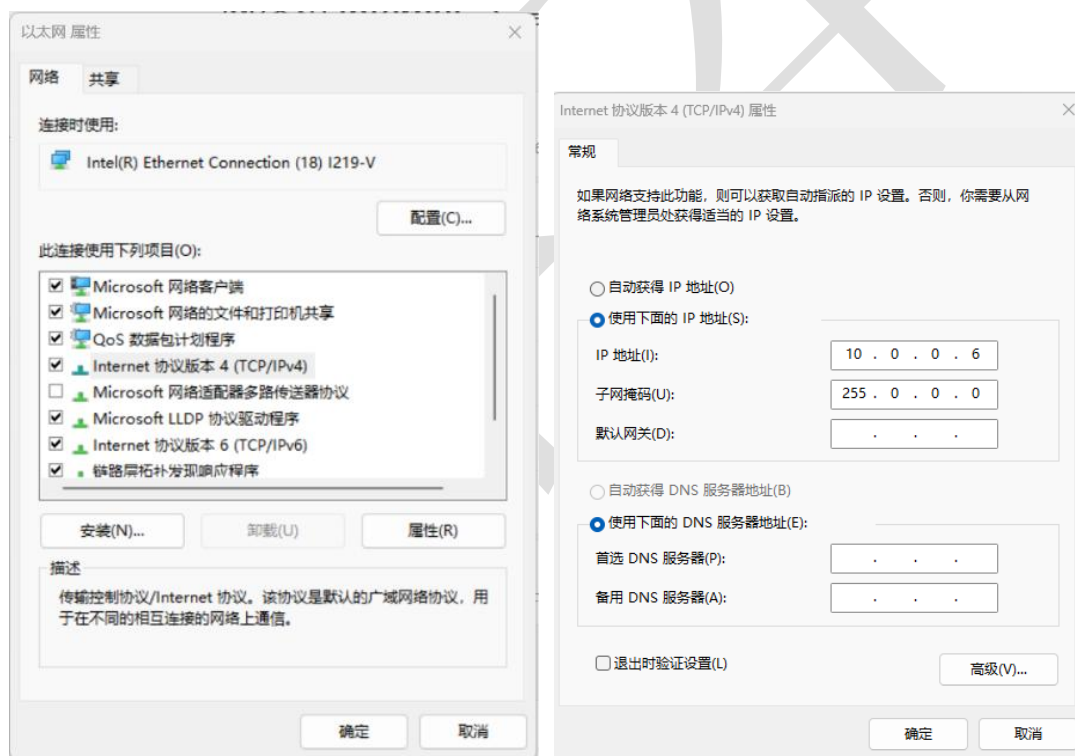 以太网 属性
网络
共享
连接时使用:
Intel(R) Ethernet Connection (18) I219-V
配置(C)...
此连接使用下列项目(O):
Microsoft 网络客户端
Microsoft 网络的文件和打印机共享
QoS 数据包计划程序
Internet 协议版本 4 (TCP/IPv4)
Microsoft 网络适配器多路传送器协议
Microsoft LLDP 协议驱动程序
Internet 协议版本 6 (TCP/IPv6)
链路层拓扑发现响应程序
安装(N)...
卸载(U)
属性(R)
描述
传输控制协议/Internet 协议。该协议是默认的广域网络协议，用
于在不同的相互连接的网络上通信。
确定
取消
Internet 协议版本 4 (TCP/IPv4) 属性
常规
如果网络支持此功能，则可以获取自动指派的 IP 设置。否则，你需要从网
络系统管理员处获得适当的 IP 设置。
自动获得 IP 地址(O)
使用下面的 IP 地址(S):
IP 地址(I): 10 . 0 . 0 . 6
子网掩码(U): 255 . 0 . 0 . 0
默认网关(D): . . .
自动获得 DNS 服务器地址(B)
使用下面的 DNS 服务器地址(E):
首选 DNS 服务器(P): . . .
备用 DNS 服务器(A): . . .
退出时验证设置(L)
高级(V)...
确定
取消